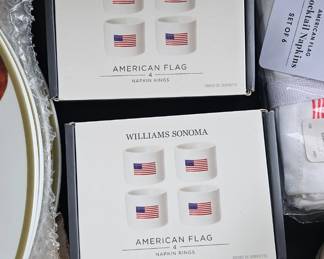 AMERICAN FLAG
4
NAPKIN RINGS
AMERICAN FLAG
Cocktail Napkins
SET OF 6
WILLIAMS SONOMA
AMERICAN FLAG
4
NAPKIN RINGS